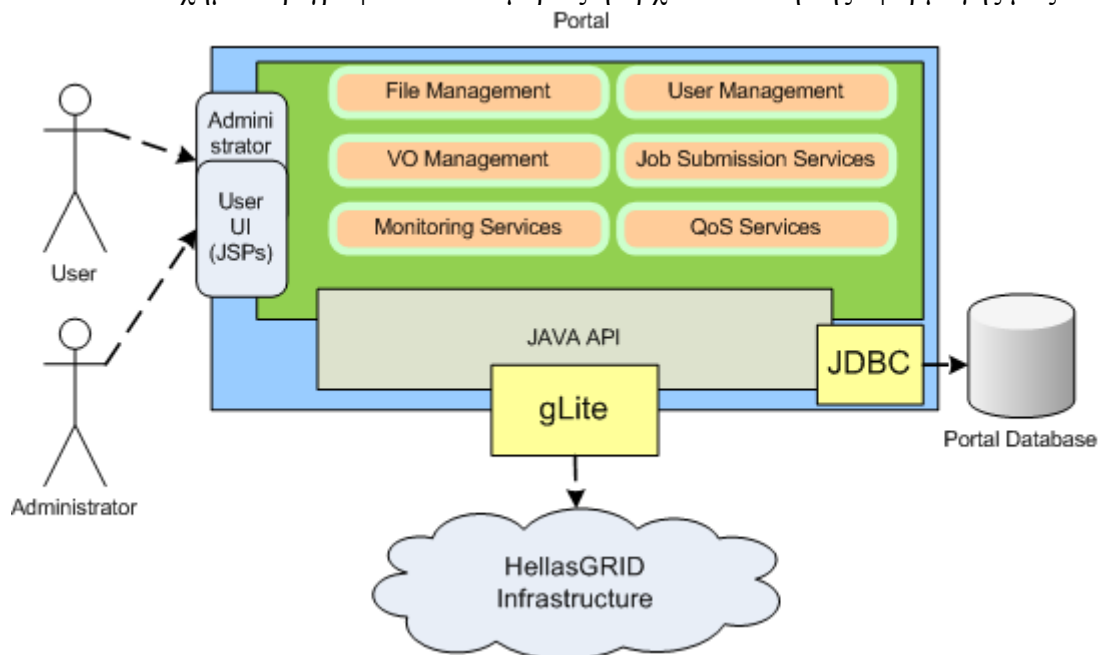 Portal
File Management
User Management
Admini
strator
VO Management
Job Submission Services
User
UI
(JSPs)
Monitoring Services
QoS Services
User
JAVA API
JDBC
gLite
Portal Database
Administrator
HellasGRID
Infrastructure